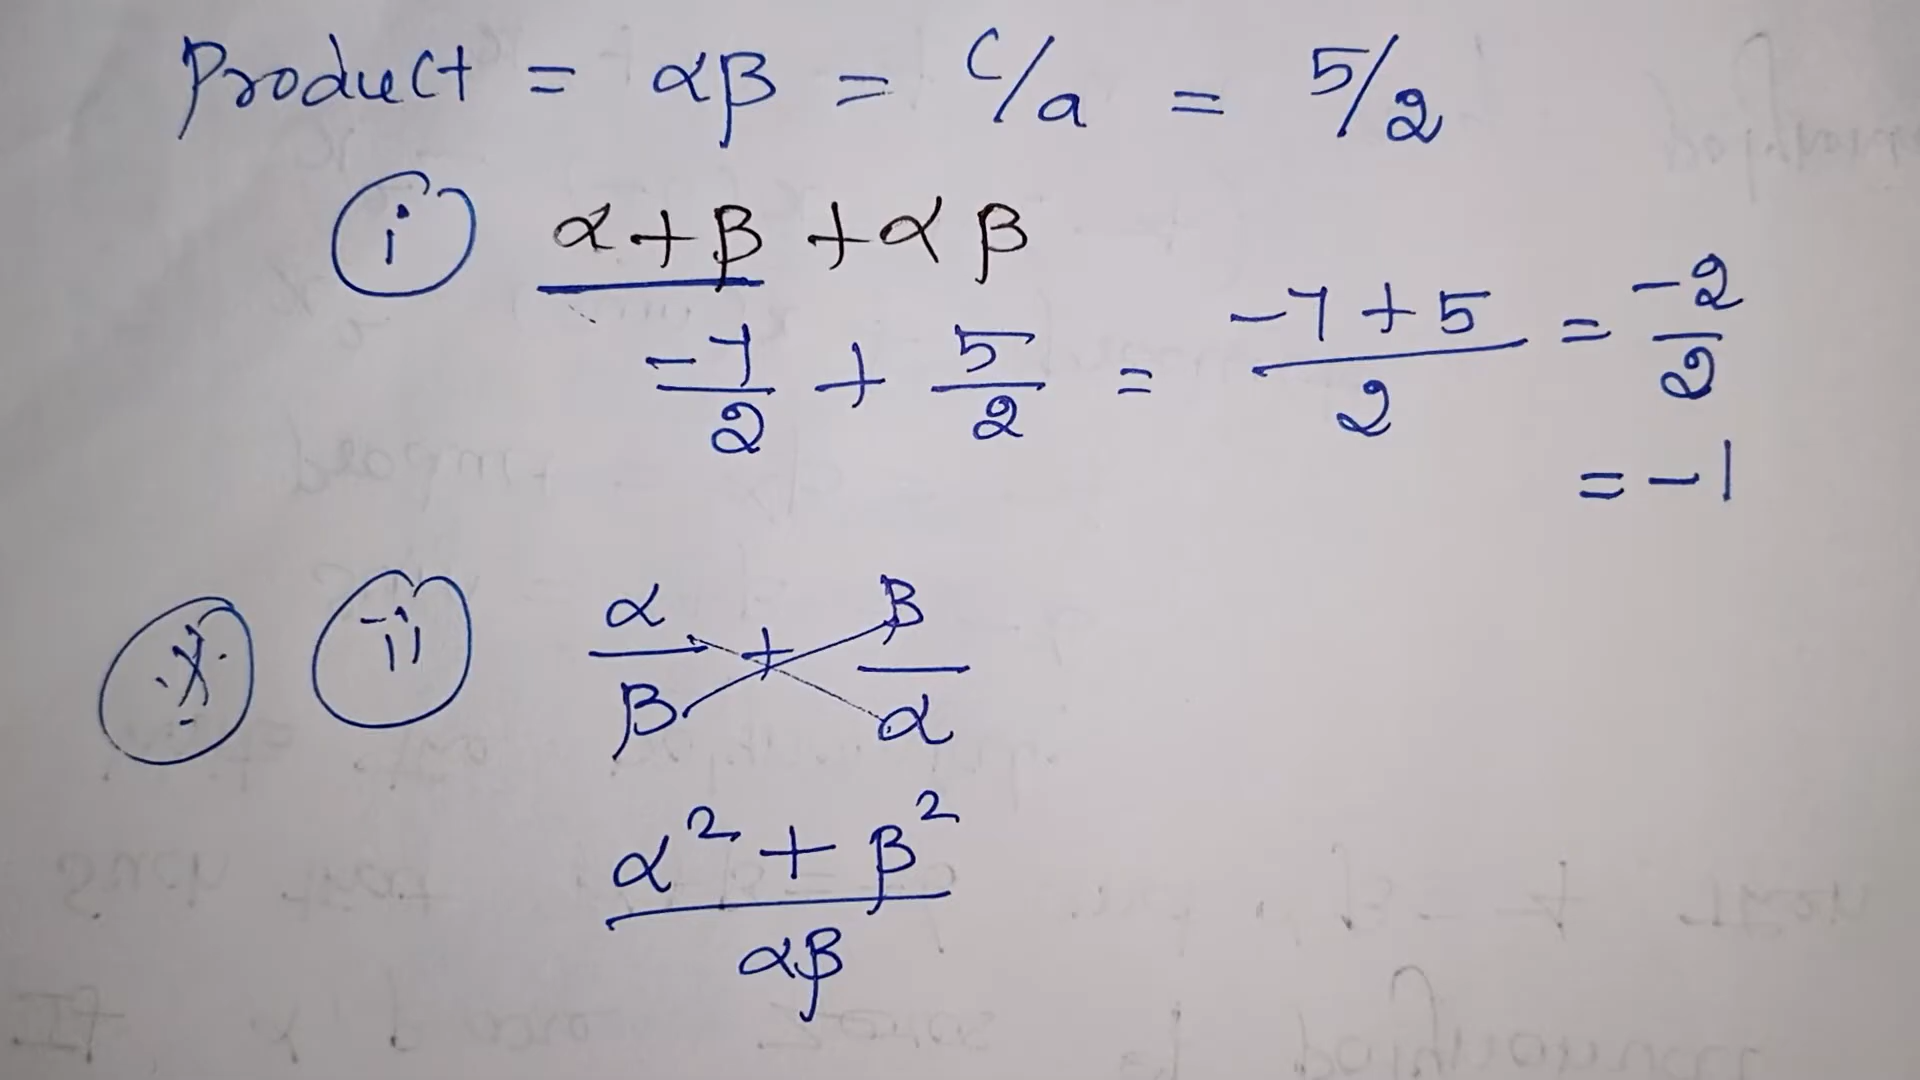 Product = αβ = c/a = 5/2
i α+β + αβ
-7/2 + 5/2 = -7+5/2 = -2/2
= -1
ii α/β + β/α
α² + β²/αβ